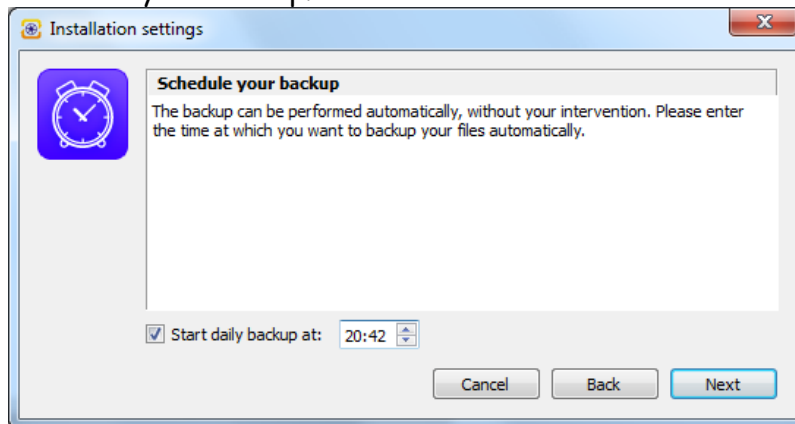 Installation settings
Schedule your backup
The backup can be performed automatically, without your intervention. Please enter
the time at which you want to backup your files automatically.
Start daily backup at: 20:42
Cancel Back Next